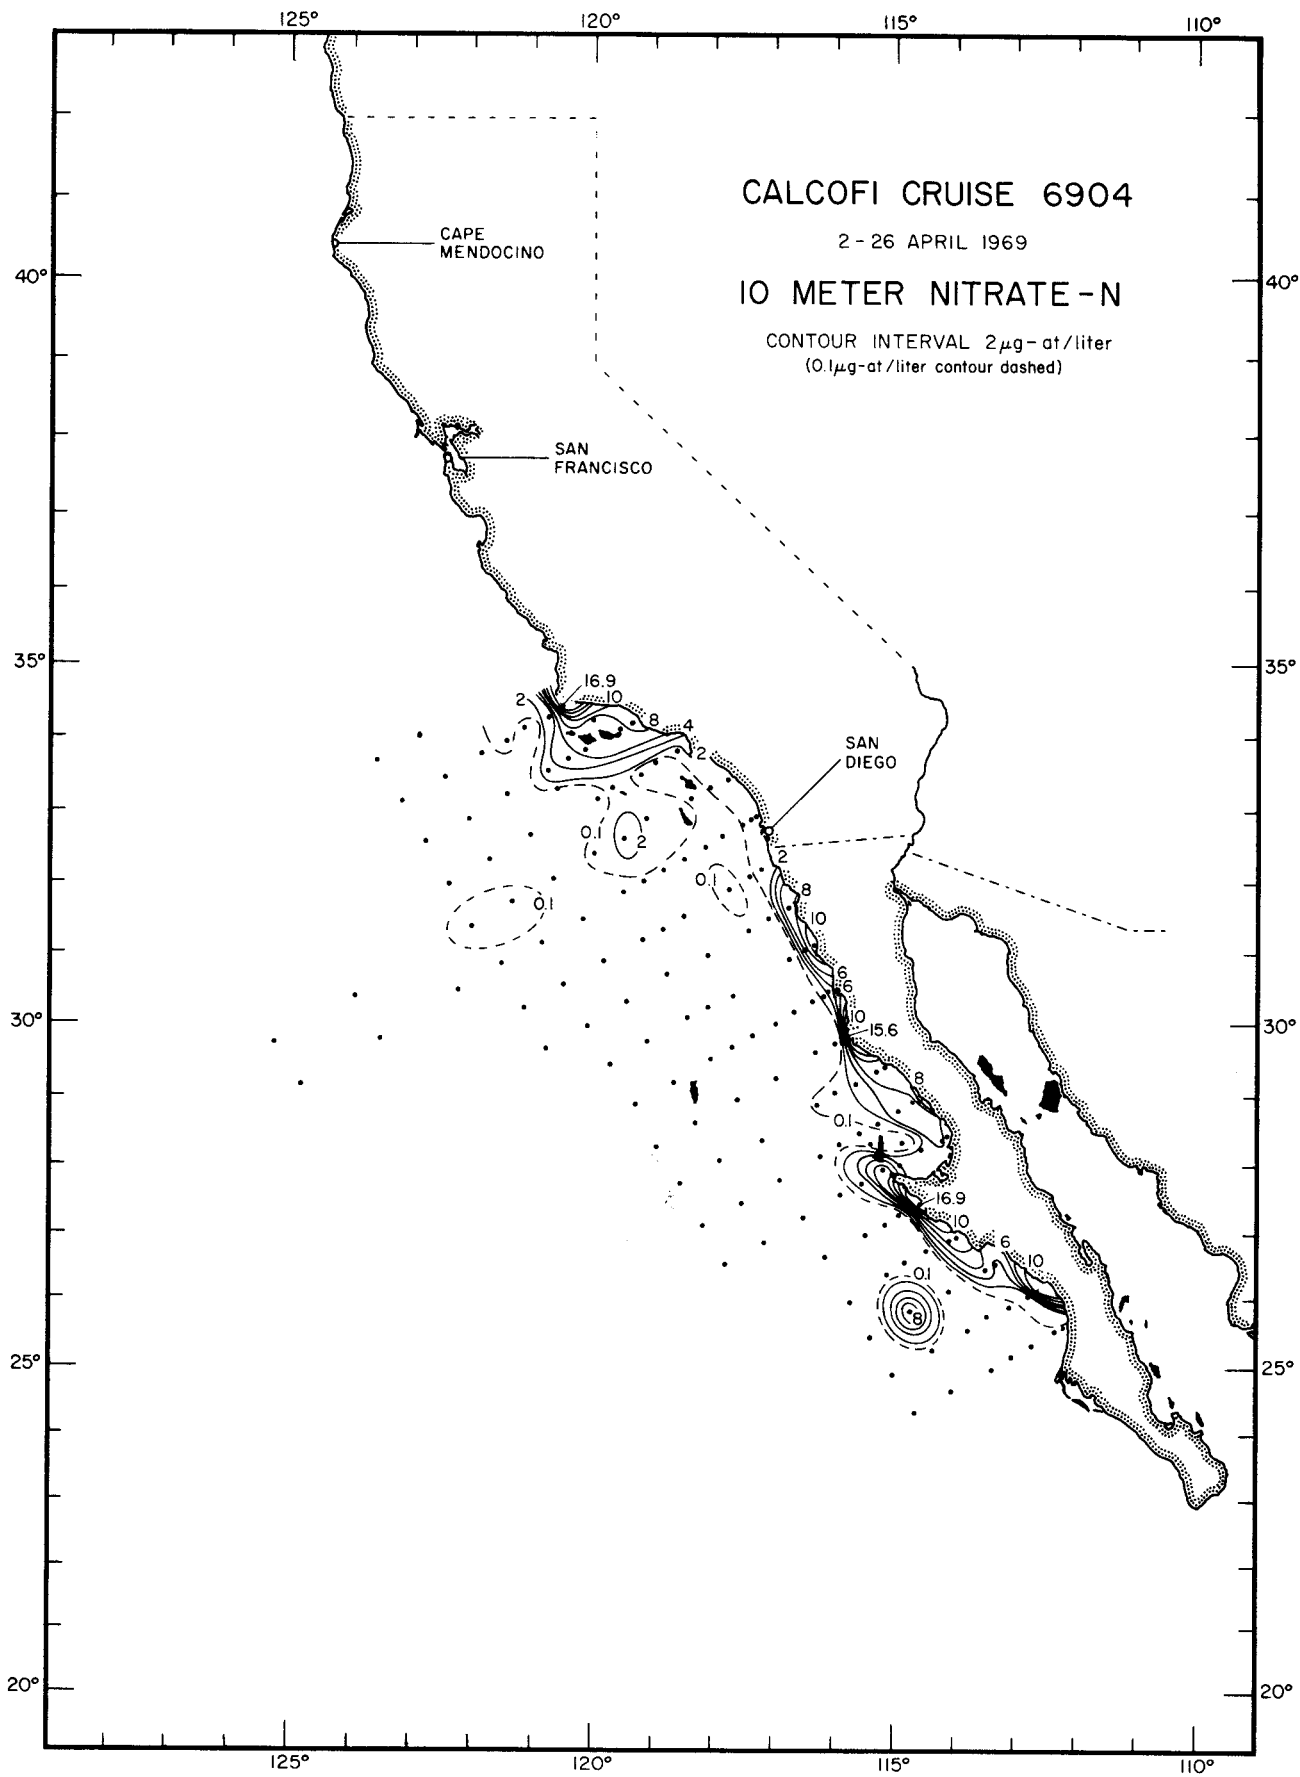 125° 120° 115° 110°
CALCOFI CRUISE 6904
2-26 APRIL 1969
10 METER NITRATE-N
CONTOUR INTERVAL 2µg-at/liter
(0.1µg-at/liter contour dashed)
CAPE
MENDOCINO
40° 40°
SAN
FRANCISCO
35° 35°
16.9
2 10
8 4
2
SAN
DIEGO
0.1 2
2
0.1 8
0.1
10
6
6
30° 10 30°
15.6
8
0.1
16.9
10
6
10
0.1
8
25° 25°
20° 20°
125° 120° 115° 110°